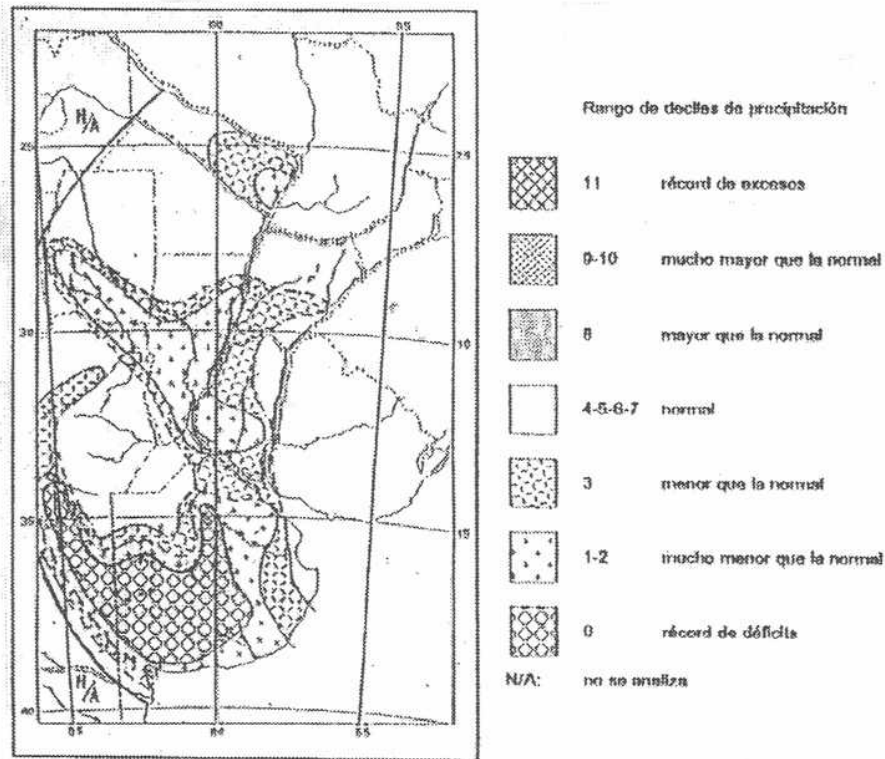 60 55
N/A
25 25
30
35
40
N/A
65 60 55
Rango de deciles de precipitación
11 récord de excesos
9-10 mucho mayor que la normal
8 mayor que la normal
4-5-6-7 normal
3 menor que la normal
1-2 mucho menor que la normal
0 récord de déficits
N/A: no se analiza